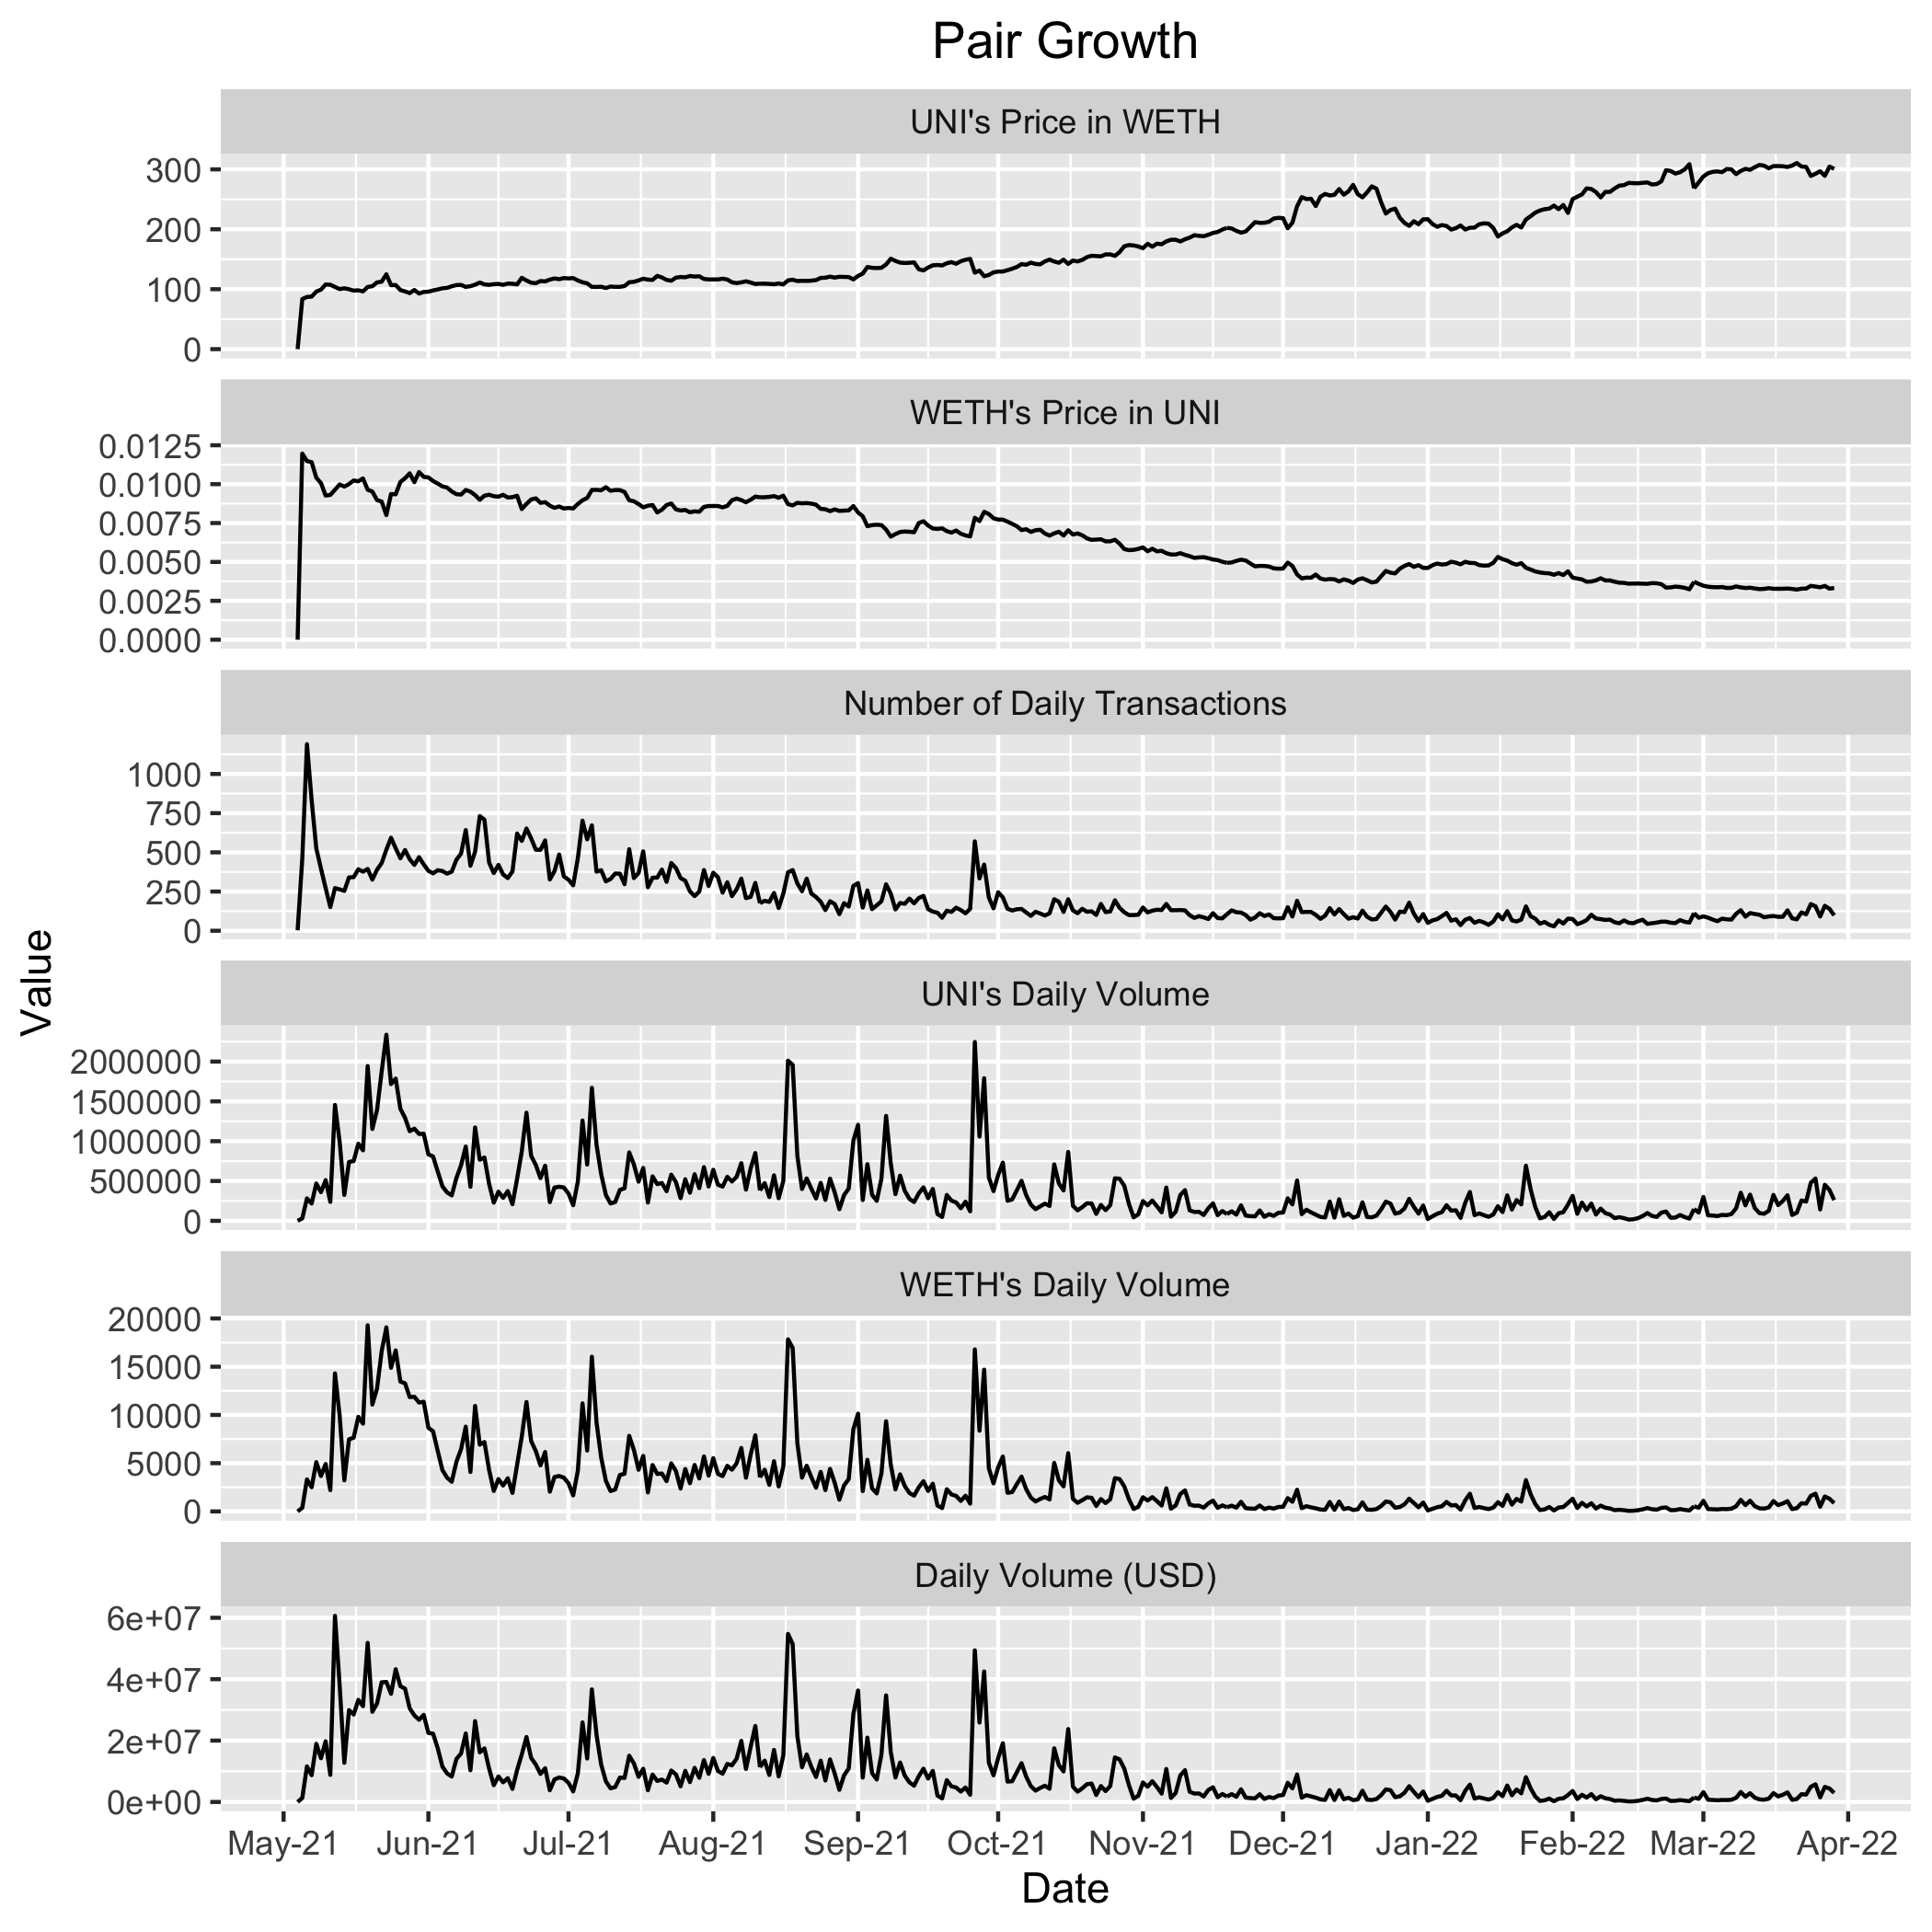 Pair Growth
UNI's Price in WETH
300
200
100
0
WETH's Price in UNI
0.0125
0.0100
0.0075
0.0050
0.0025
0.0000
Number of Daily Transactions
1000
750
500
250
0
UNI's Daily Volume
2000000
1500000
1000000
500000
0
WETH's Daily Volume
20000
15000
10000
5000
0
Daily Volume (USD)
6e+07
4e+07
2e+07
0e+00
Value
May-21 Jun-21 Jul-21 Aug-21 Sep-21 Oct-21 Nov-21 Dec-21 Jan-22 Feb-22 Mar-22 Apr-22
Date